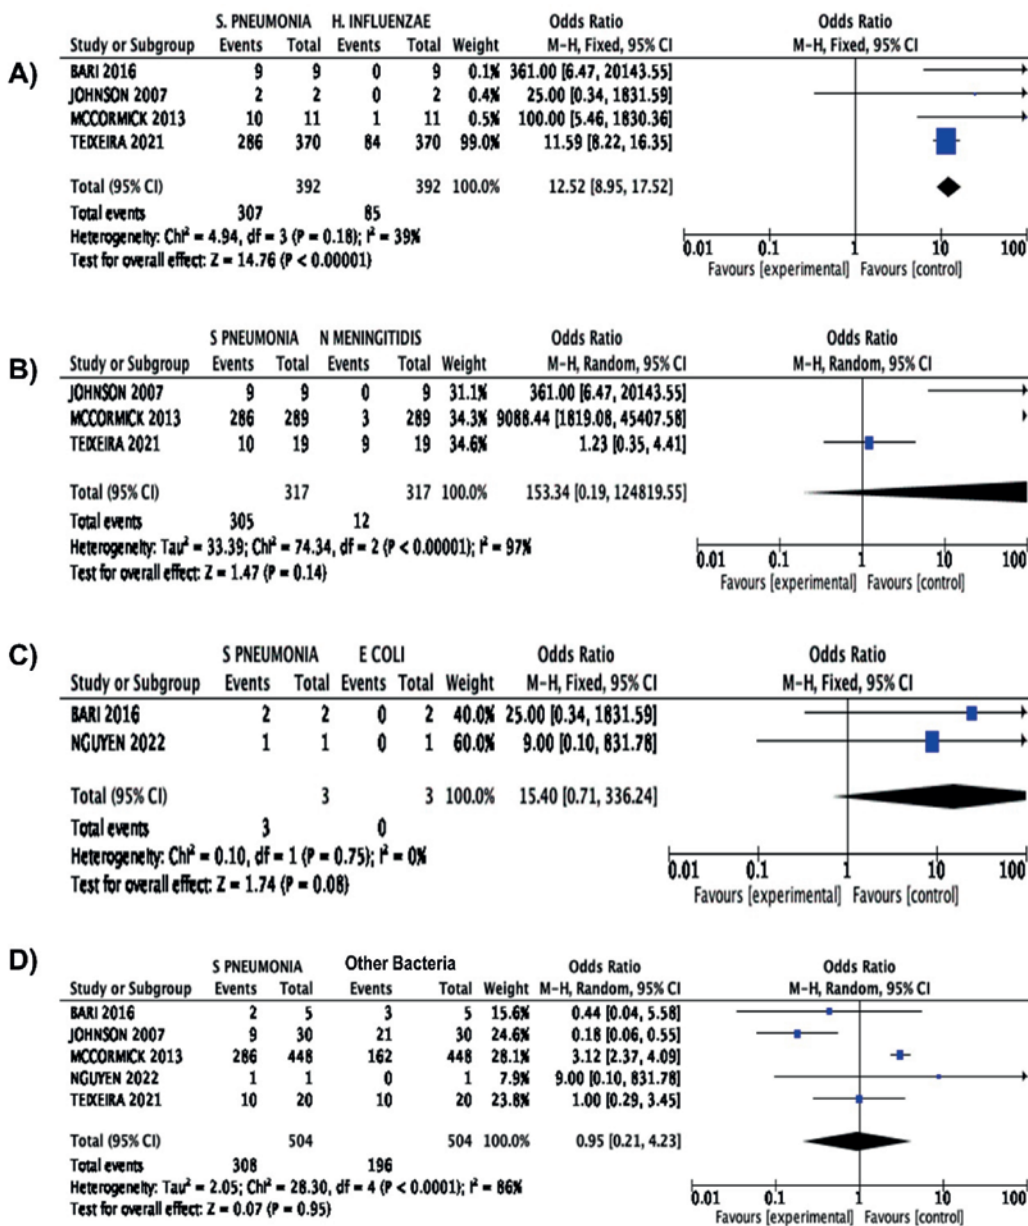 A)
S. PNEUMONIA H. INFLUENZAE Odds Ratio Odds Ratio
Study or Subgroup Events Total Events Total Weight M-H, Fixed, 95% CI M-H, Fixed, 95% CI
BARI 2016 9 9 0 9 0.1% 361.00 [6.47, 20143.55]
JOHNSON 2007 2 2 0 2 0.4% 25.00 [0.34, 1831.59]
MCCORMICK 2013 10 11 1 11 0.5% 100.00 [5.46, 1830.36]
TEIXEIRA 2021 286 370 84 370 99.0% 11.59 [8.22, 16.35]
Total (95% CI) 392 392 100.0% 12.52 [8.95, 17.52]
Total events 307 85
Heterogeneity: Chi² = 4.94, df = 3 (P = 0.18); I² = 39%
Test for overall effect: Z = 14.76 (P < 0.00001)
0.01 0.1 1 10 100
Favours [experimental] Favours [control]
B)
S PNEUMONIA N MENINGITIDIS Odds Ratio Odds Ratio
Study or Subgroup Events Total Events Total Weight M-H, Random, 95% CI M-H, Random, 95% CI
JOHNSON 2007 9 9 0 9 31.1% 361.00 [6.47, 20143.55]
MCCORMICK 2013 286 289 3 289 34.3% 9088.44 [1819.08, 45407.58]
TEIXEIRA 2021 10 19 9 19 34.6% 1.23 [0.35, 4.41]
Total (95% CI) 317 317 100.0% 153.34 [0.19, 124819.55]
Total events 305 12
Heterogeneity: Tau² = 33.39; Chi² = 74.34, df = 2 (P < 0.00001); I² = 97%
Test for overall effect: Z = 1.47 (P = 0.14)
0.01 0.1 1 10 100
Favours [experimental] Favours [control]
C)
S PNEUMONIA E COLI Odds Ratio Odds Ratio
Study or Subgroup Events Total Events Total Weight M-H, Fixed, 95% CI M-H, Fixed, 95% CI
BARI 2016 2 2 0 2 40.0% 25.00 [0.34, 1831.59]
NGUYEN 2022 1 1 0 1 60.0% 9.00 [0.10, 831.78]
Total (95% CI) 3 3 100.0% 15.40 [0.71, 336.24]
Total events 3 0
Heterogeneity: Chi² = 0.10, df = 1 (P = 0.75); I² = 0%
Test for overall effect: Z = 1.74 (P = 0.08)
0.01 0.1 1 10 100
Favours [experimental] Favours [control]
D)
S PNEUMONIA Other Bacteria Odds Ratio Odds Ratio
Study or Subgroup Events Total Events Total Weight M-H, Random, 95% CI M-H, Random, 95% CI
BARI 2016 2 5 3 5 15.6% 0.44 [0.04, 5.58]
JOHNSON 2007 9 30 21 30 24.6% 0.18 [0.06, 0.55]
MCCORMICK 2013 286 448 162 448 28.1% 3.12 [2.37, 4.09]
NGUYEN 2022 1 1 0 1 7.9% 9.00 [0.10, 831.78]
TEIXEIRA 2021 10 20 10 20 23.8% 1.00 [0.29, 3.45]
Total (95% CI) 504 504 100.0% 0.95 [0.21, 4.23]
Total events 308 196
Heterogeneity: Tau² = 2.05; Chi² = 28.30, df = 4 (P < 0.0001); I² = 86%
Test for overall effect: Z = 0.07 (P = 0.95)
0.01 0.1 1 10 100
Favours [experimental] Favours [control]